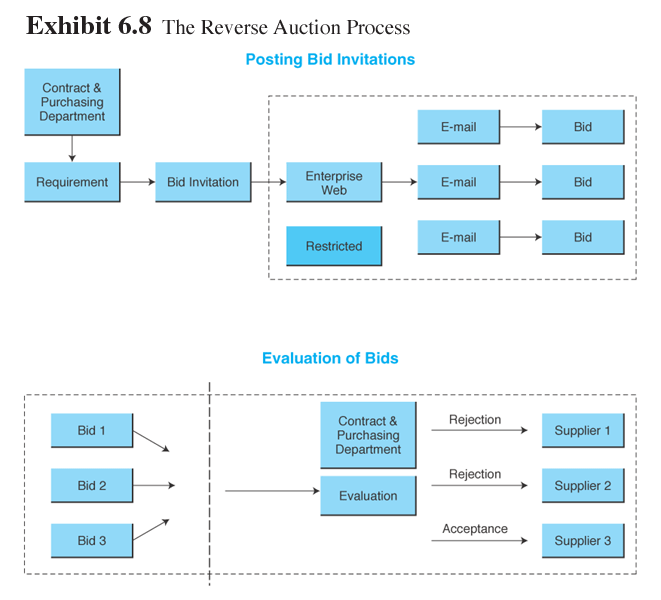 Exhibit 6.8 The Reverse Auction Process
Posting Bid Invitations
Contract &
Purchasing
Department
E-mail
Bid
Requirement
Bid Invitation
Enterprise
Web
E-mail
Bid
Restricted
E-mail
Bid
Evaluation of Bids
Bid 1
Contract &
Purchasing
Department
Rejection
Supplier 1
Bid 2
Evaluation
Rejection
Supplier 2
Bid 3
Acceptance
Supplier 3